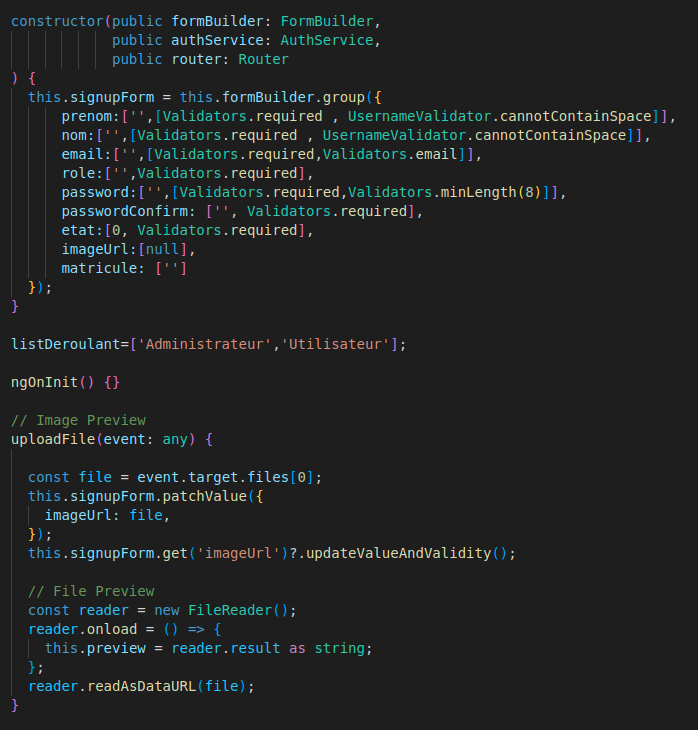 constructor(public formBuilder: FormBuilder,
            public authService: AuthService,
            public router: Router
) {
  this.signupForm = this.formBuilder.group({
      prenom:['',[Validators.required , UsernameValidator.cannotContainSpace]],
      nom:['',[Validators.required , UsernameValidator.cannotContainSpace]],
      email:['',[Validators.required,Validators.email]],
      role:['',Validators.required],
      password:['',[Validators.required,Validators.minLength(8)]],
      passwordConfirm: ['', Validators.required],
      etat:[0, Validators.required],
      imageUrl:[null],
      matricule: ['']
  });
}

listDeroulant=['Administrateur','Utilisateur'];

ngOnInit() {}

// Image Preview
uploadFile(event: any) {

  const file = event.target.files[0];
  this.signupForm.patchValue({
    imageUrl: file,
  });
  this.signupForm.get('imageUrl')?.updateValueAndValidity();

  // File Preview
  const reader = new FileReader();
  reader.onload = () => {
    this.preview = reader.result as string;
  };
  reader.readAsDataURL(file);
}